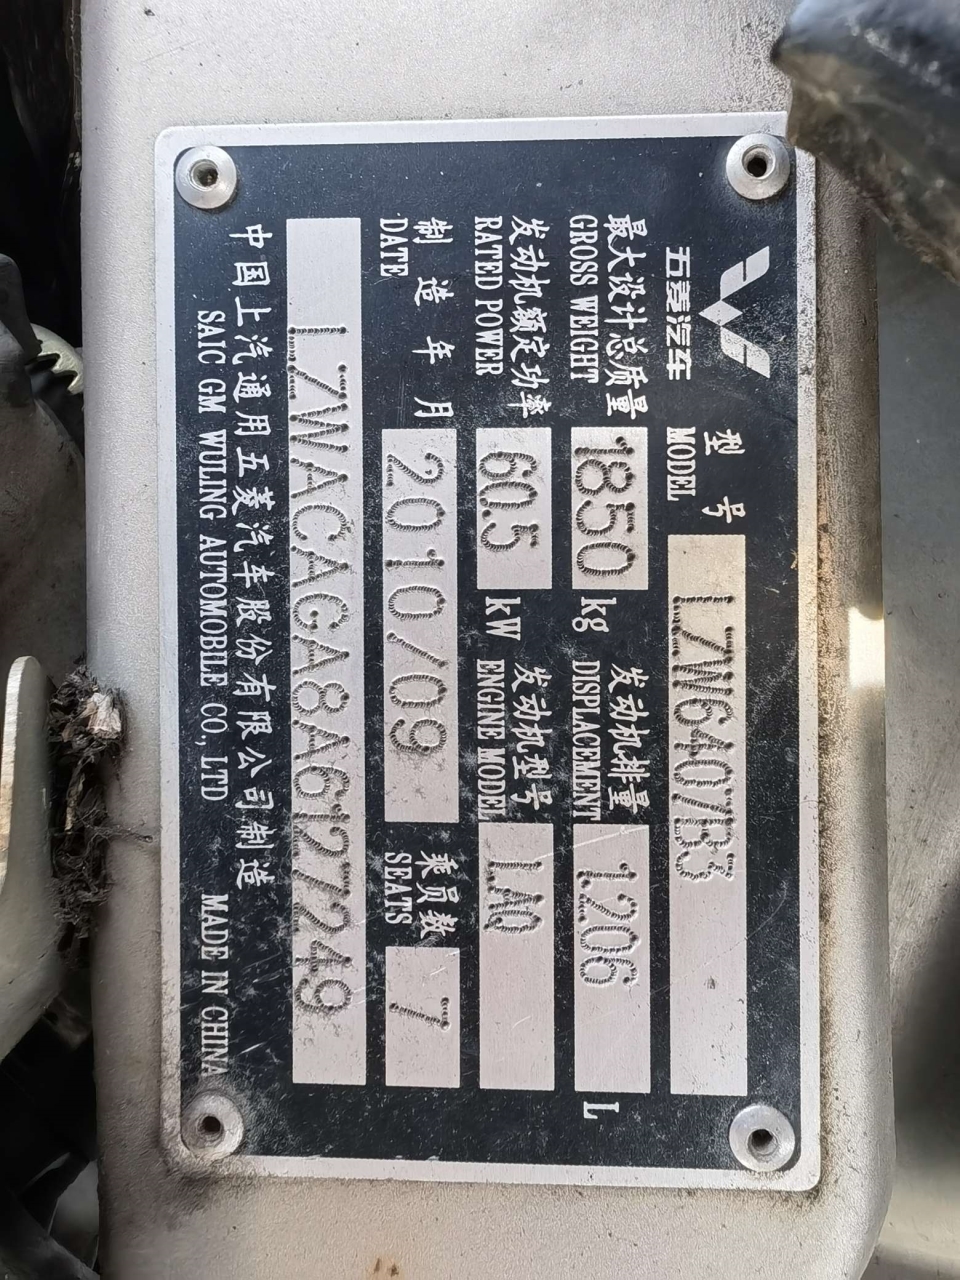 五菱汽车
型 号 MODEL LZW6407B3
最大设计总质量 GROSS WEIGHT 1850 kg 发动机排量 DISPLACEMENT 1.206 L
发动机额定功率 RATED POWER 60.5 kW 发动机型号 ENGINE MODEL LAQ
制造年月 DATE 2010/09 乘员数 SEATS 7
LZWACAGA8A6127249
中国上汽通用五菱汽车股份有限公司制造
SAIC GM WULING AUTOMOBILE CO.,LTD MADE IN CHINA